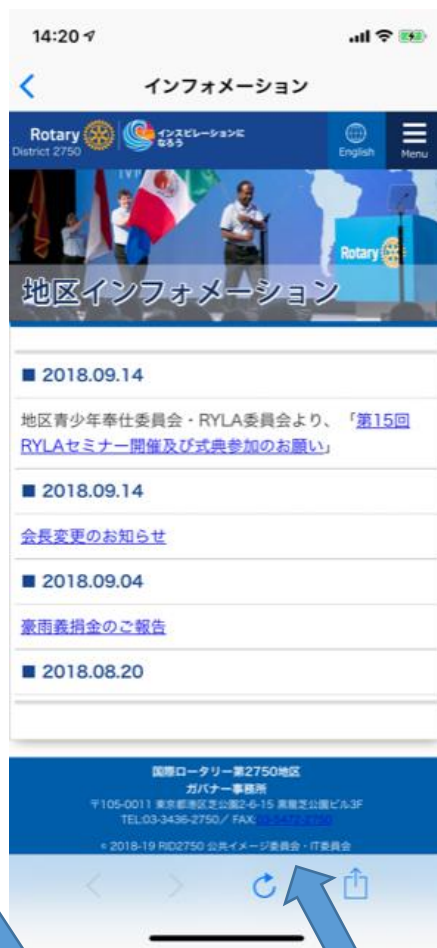 14:20
インフォメーション
Rotary
District 2750
インスピレーションに
なろう
English
Menu
Rotary
地区インフォメーション
■ 2018.09.14
地区青少年奉仕委員会・RYLA委員会より、「第15回
RYLAセミナー開催及び式典参加のお願い」
■ 2018.09.14
会長変更のお知らせ
■ 2018.09.04
豪雨義捐金のご報告
■ 2018.08.20
国際ロータリー第2750地区
ガバナー事務所
〒105-0011 東京都港区芝公園2-6-15 黒龍芝公園ビル3F
TEL:03-3436-2750／ FAX:03-5472-2750
© 2018-19 RID2750 公共イメージ委員会・IT委員会